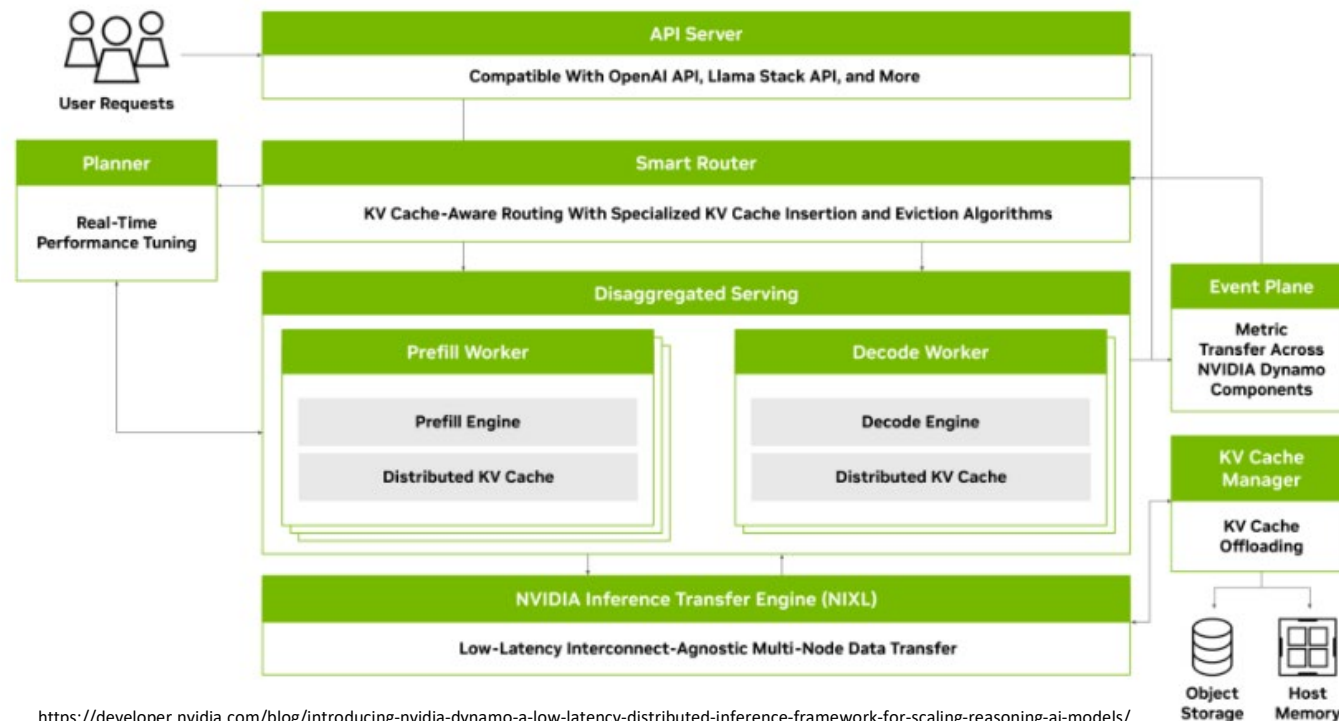 API Server
Compatible With OpenAI API, Llama Stack API, and More
User Requests
Planner
Real-Time
Performance Tuning
Smart Router
KV Cache-Aware Routing With Specialized KV Cache Insertion and Eviction Algorithms
Disaggregated Serving
Prefill Worker
Prefill Engine
Distributed KV Cache
Decode Worker
Decode Engine
Distributed KV Cache
Event Plane
Metric
Transfer Across
NVIDIA Dynamo
Components
KV Cache
Manager
KV Cache
Offloading
NVIDIA Inference Transfer Engine (NIXL)
Low-Latency Interconnect-Agnostic Multi-Node Data Transfer
Object
Storage
Host
Memory
https://developer.nvidia.com/blog/introducing-nvidia-dynamo-a-low-latency-distributed-inference-framework-for-scaling-reasoning-ai-models/